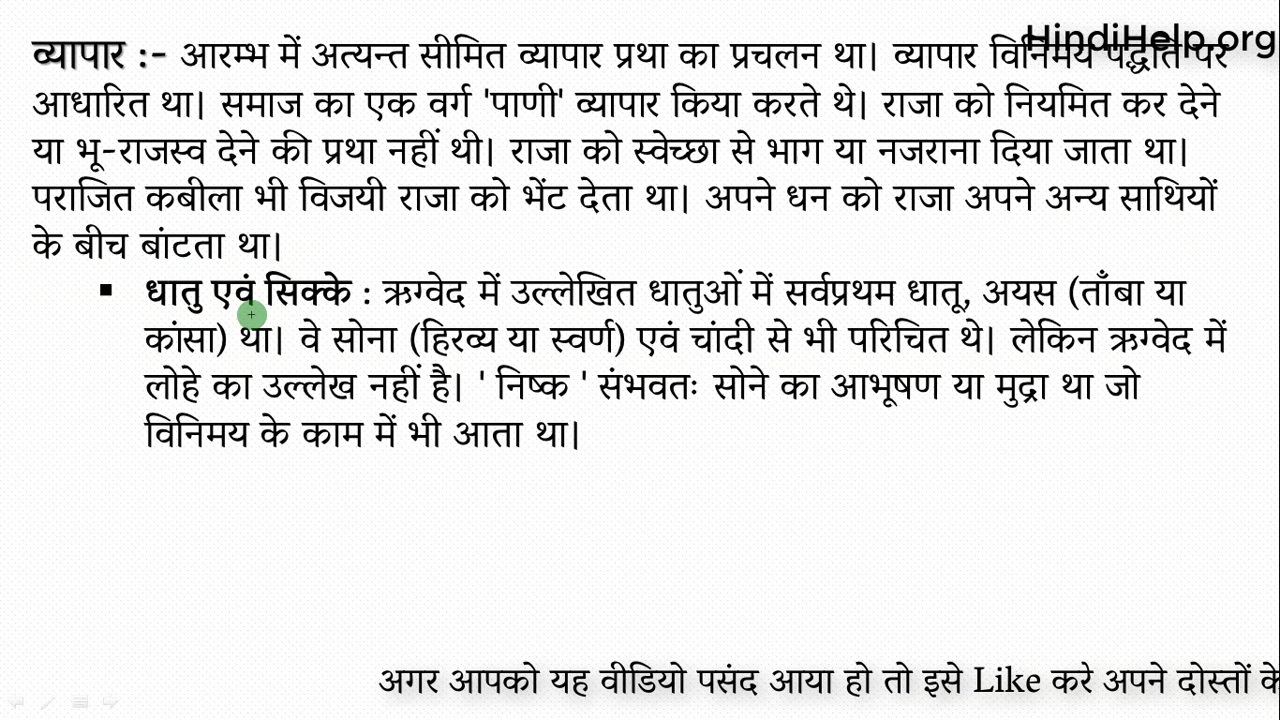 HindiHelp.org
व्यापार :- आरम्भ में अत्यन्त सीमित व्यापार प्रथा का प्रचलन था। व्यापार विनिमय पद्धति पर
आधारित था। समाज का एक वर्ग 'पाणी' व्यापार किया करते थे। राजा को नियमित कर देने
या भू-राजस्व देने की प्रथा नहीं थी। राजा को स्वेच्छा से भाग या नजराना दिया जाता था।
पराजित कबीला भी विजयी राजा को भेंट देता था। अपने धन को राजा अपने अन्य साथियों
के बीच बांटता था।
▪ धातु एवं सिक्के : ऋग्वेद में उल्लेखित धातुओं में सर्वप्रथम धातू, अयस (ताँबा या
कांसा) था। वे सोना (हिरव्य या स्वर्ण) एवं चांदी से भी परिचित थे। लेकिन ऋग्वेद में
लोहे का उल्लेख नहीं है। ' निष्क ' संभवतः सोने का आभूषण या मुद्रा था जो
विनिमय के काम में भी आता था।
अगर आपको यह वीडियो पसंद आया हो तो इसे Like करे अपने दोस्तों के